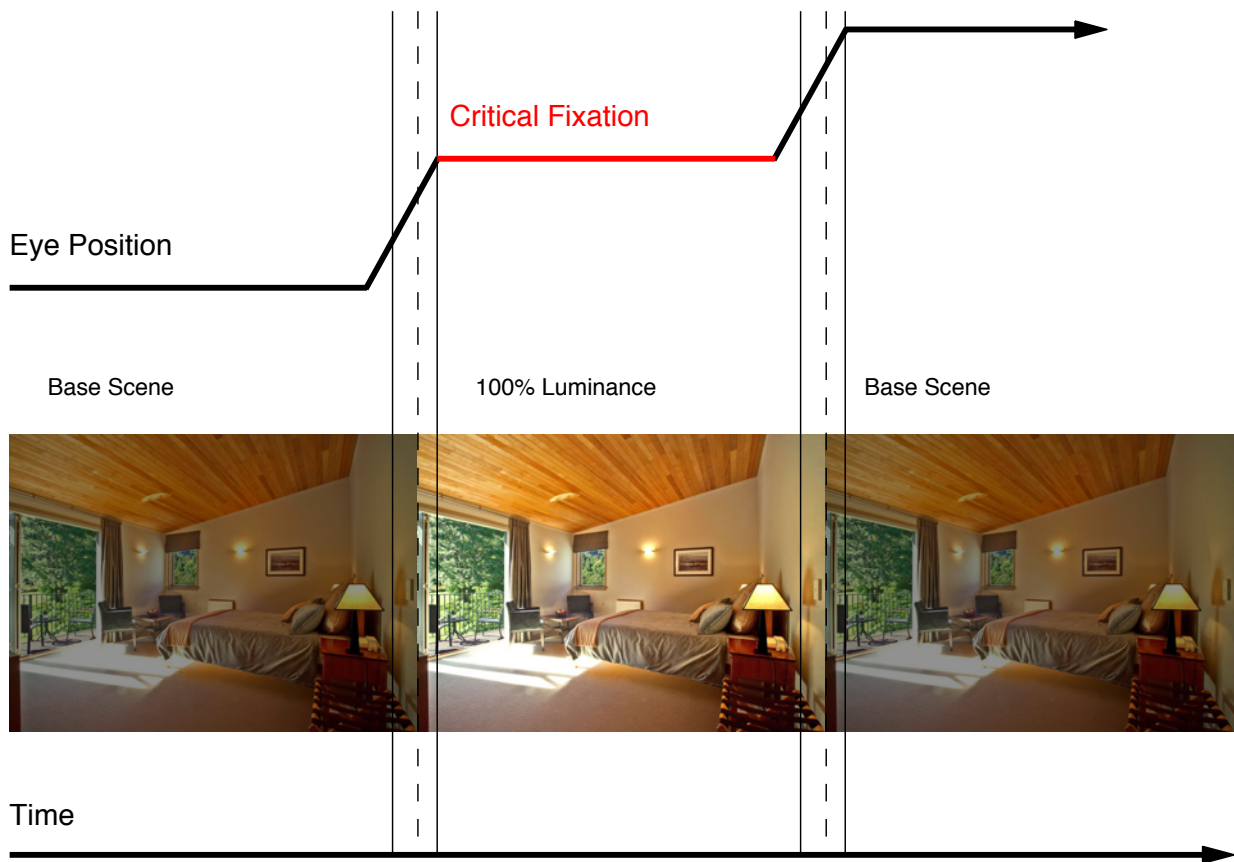 Critical Fixation
Eye Position
Base Scene
100% Luminance
Base Scene
Time